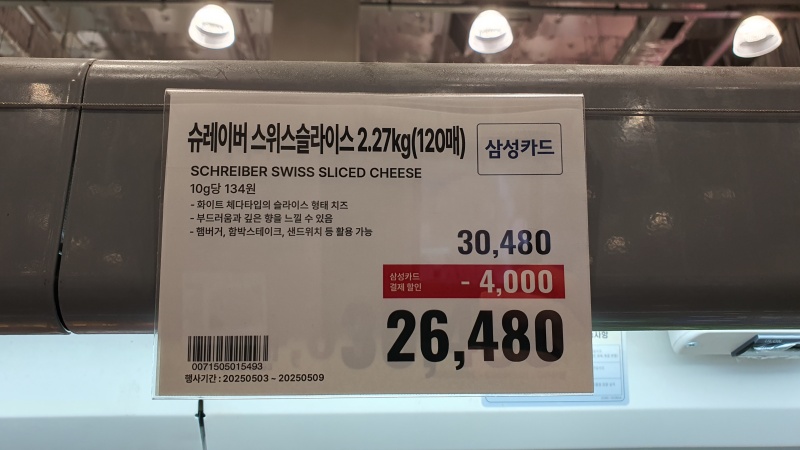 슈레이버 스위스슬라이스 2.27kg(120매)
삼성카드
SCHREIBER SWISS SLICED CHEESE
10g당 134원
- 화이트 체다타입의 슬라이스 형태 치즈
- 부드러움과 깊은 향을 느낄 수 있음
- 햄버거, 함박스테이크, 샌드위치 등 활용 가능
30,480
삼성카드
결제 할인
- 4,000
26,480
0071505015493
행사기간 : 20250503 ~ 20250509